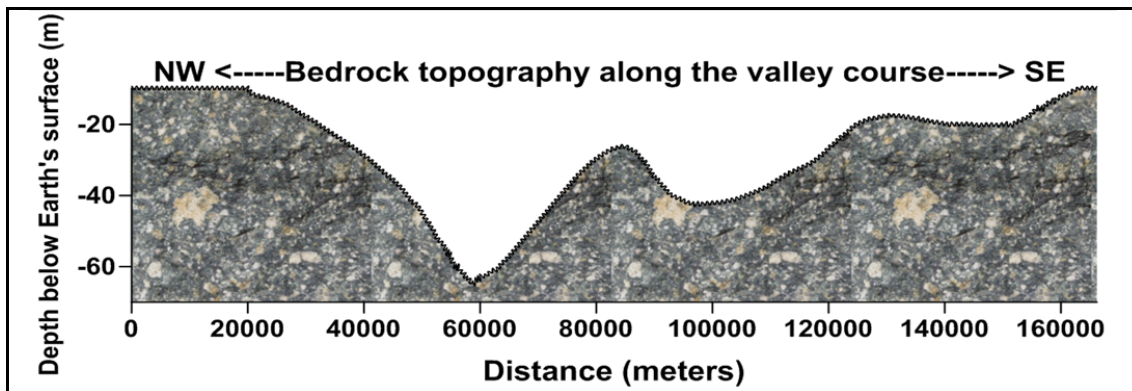 Depth below Earth's surface (m)
NW <-----Bedrock topography along the valley course-----> SE
-20
-40
-60
0 20000 40000 60000 80000 100000 120000 140000 160000
Distance (meters)